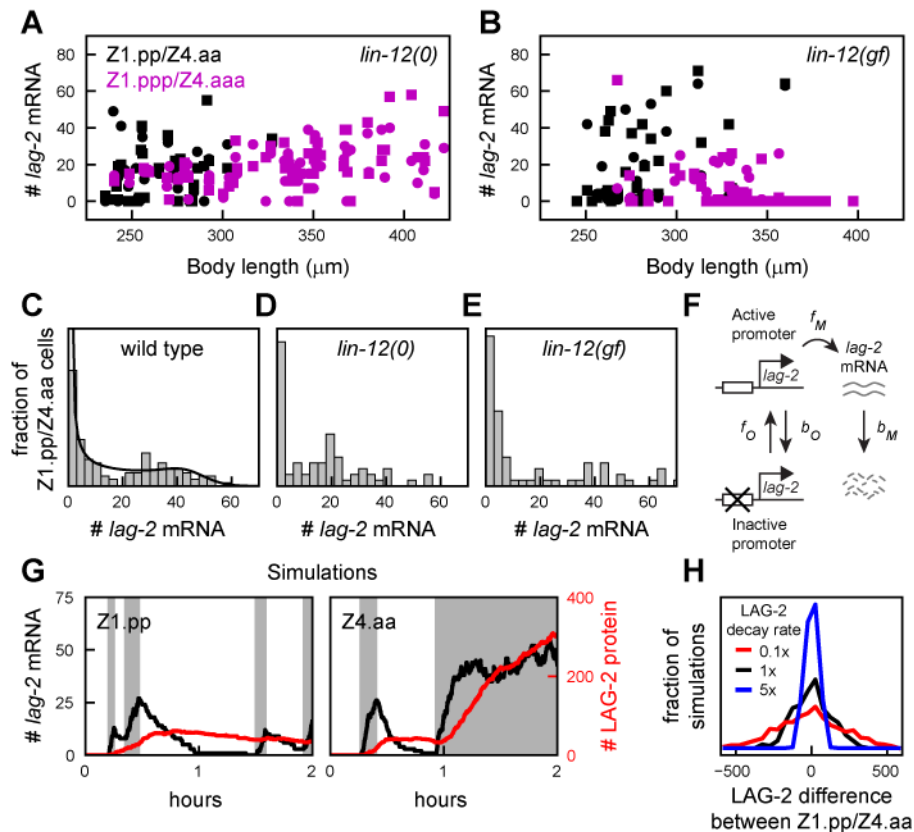 A
B
Z1.pp/Z4.aa
lin-12(0)
lin-12(gf)
Z1.ppp/Z4.aaa
# lag-2 mRNA
80
60
40
20
0
250
300
350
400
Body length (μm)
# lag-2 mRNA
80
60
40
20
0
250
300
350
400
Body length (μm)
C
D
E
F
fraction of
Z1.pp/Z4.aa cells
wild type
0
20
40
60
# lag-2 mRNA
lin-12(0)
0
20
40
60
# lag-2 mRNA
lin-12(gf)
0
20
40
60
# lag-2 mRNA
Active
promoter
fM
lag-2
mRNA
lag-2
fO
bO
bM
lag-2
Inactive
promoter
G
Simulations
# lag-2 mRNA
75
50
25
0
Z1.pp
0
1
2
hours
Z4.aa
0
1
2
hours
400
200
0
# LAG-2 protein
H
fraction of
simulations
LAG-2
decay rate
0.1x
1x
5x
−500
0
500
LAG-2 difference
between Z1.pp/Z4.aa